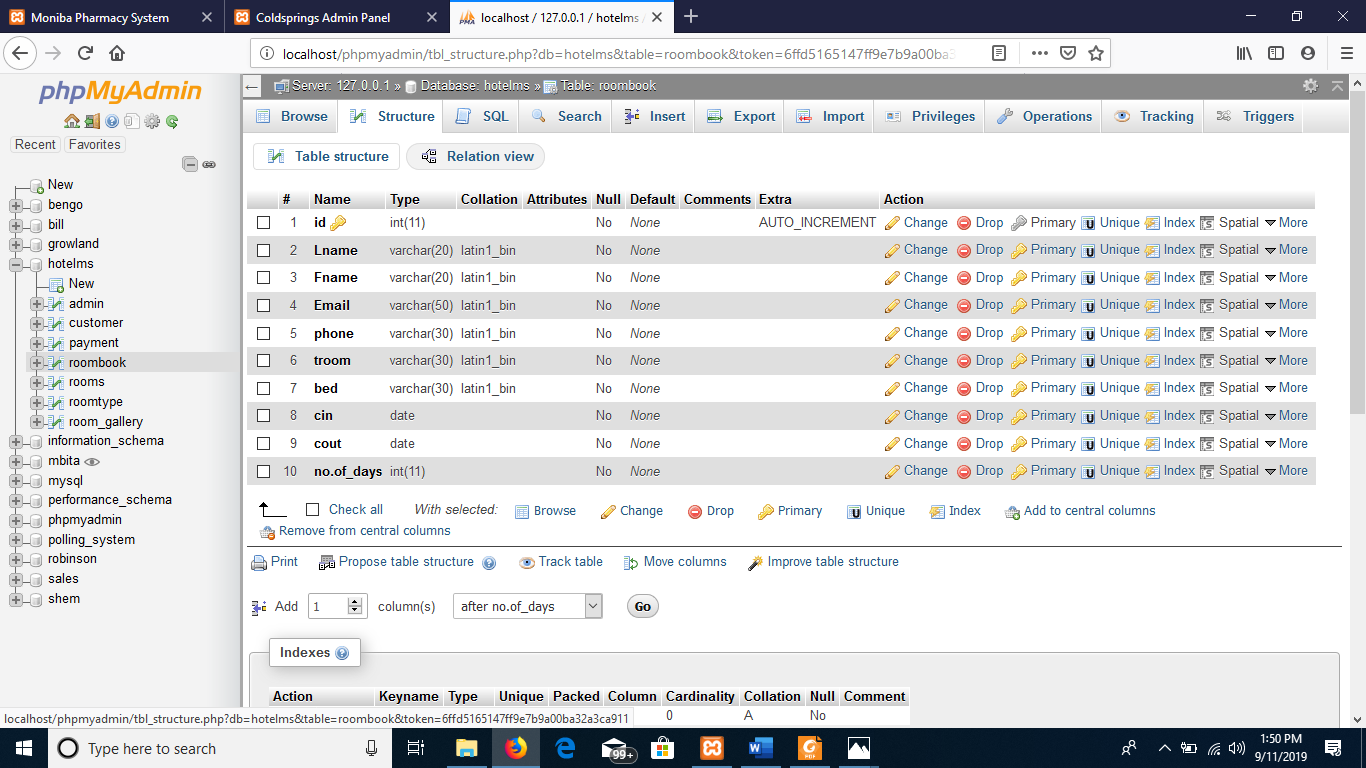 Moniba Pharmacy System
Coldsprings Admin Panel
localhost / 127.0.0.1 / hotelms /
localhost/phpmyadmin/tbl_structure.php?db=hotelms&table=roombook&token=6ffd5165147ff9e7b9a00ba3
phpMyAdmin
Recent Favorites
New
bengo
bill
growland
hotelms
New
admin
customer
payment
roombook
rooms
roomtype
room_gallery
information_schema
mbita
mysql
performance_schema
phpmyadmin
polling_system
robinson
sales
shem
Server: 127.0.0.1 » Database: hotelms » Table: roombook
Browse Structure SQL Search Insert Export Import Privileges Operations Tracking Triggers
Table structure Relation view
# Name Type Collation Attributes Null Default Comments Extra Action
1 id int(11) No None AUTO_INCREMENT Change Drop Primary Unique Index Spatial More
2 Lname varchar(20) latin1_bin No None Change Drop Primary Unique Index Spatial More
3 Fname varchar(20) latin1_bin No None Change Drop Primary Unique Index Spatial More
4 Email varchar(50) latin1_bin No None Change Drop Primary Unique Index Spatial More
5 phone varchar(30) latin1_bin No None Change Drop Primary Unique Index Spatial More
6 troom varchar(30) latin1_bin No None Change Drop Primary Unique Index Spatial More
7 bed varchar(30) latin1_bin No None Change Drop Primary Unique Index Spatial More
8 cin date No None Change Drop Primary Unique Index Spatial More
9 cout date No None Change Drop Primary Unique Index Spatial More
10 no.of_days int(11) No None Change Drop Primary Unique Index Spatial More
Check all With selected: Browse Change Drop Primary Unique Index Add to central columns
Remove from central columns
Print Propose table structure Track table Move columns Improve table structure
Add 1 column(s) after no.of_days Go
Indexes
Action Keyname Type Unique Packed Column Cardinality Collation Null Comment
0 A No
localhost/phpmyadmin/tbl_structure.php?db=hotelms&table=roombook&token=6ffd5165147ff9e7b9a00ba32a3ca911
Type here to search
99+
1:50 PM
9/11/2019